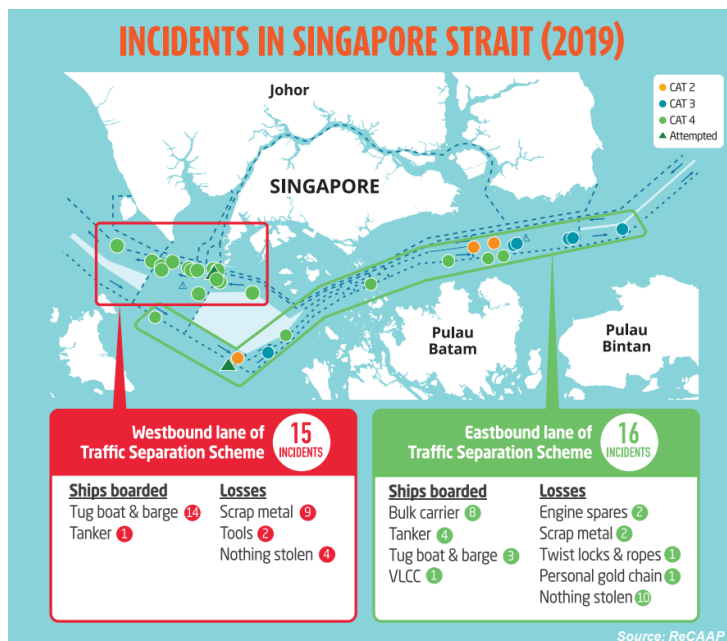 INCIDENTS IN SINGAPORE STRAIT (2019)
Johor
CAT 2
CAT 3
CAT 4
Attempted
SINGAPORE
Pulau
Batam
Pulau
Bintan
Westbound lane of
Traffic Separation Scheme
15
INCIDENTS
Ships boarded
Tug boat & barge 14
Tanker 1
Losses
Scrap metal 9
Tools 2
Nothing stolen 4
Eastbound lane of
Traffic Separation Scheme
16
INCIDENTS
Ships boarded
Bulk carrier 8
Tanker 4
Tug boat & barge 3
VLCC 1
Losses
Engine spares 2
Scrap metal 2
Twist locks & ropes 1
Personal gold chain 1
Nothing stolen 10
Source: ReCAAP